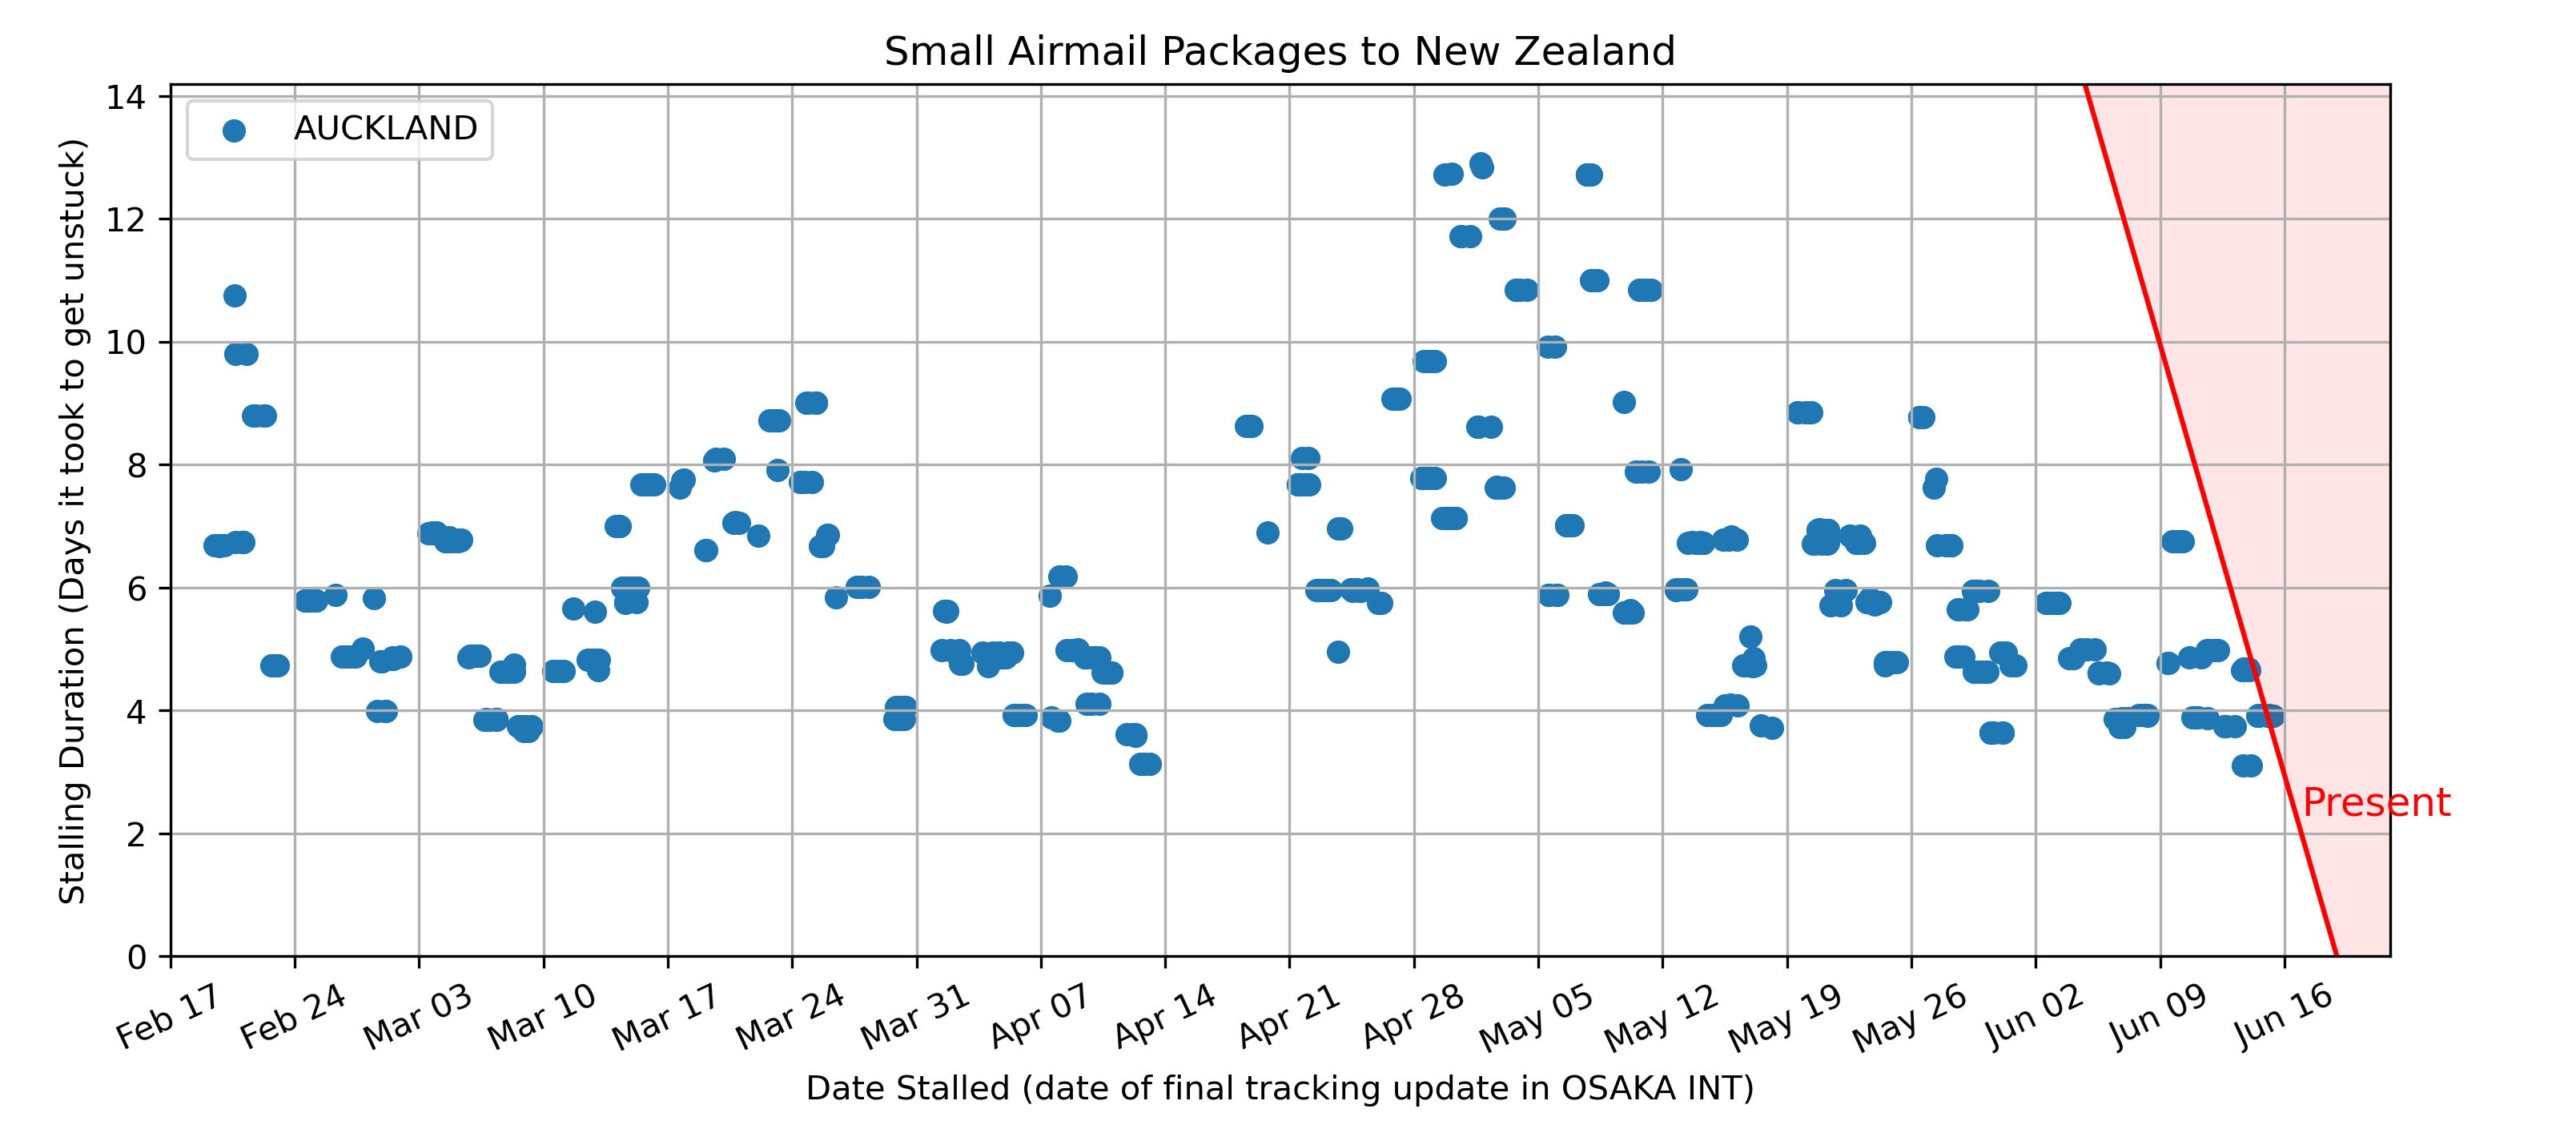 Small Airmail Packages to New Zealand
AUCKLAND
14
12
10
8
6
4
2
0
Stalling Duration (Days it took to get unstuck)
Present
Feb 17
Feb 24
Mar 03
Mar 10
Mar 17
Mar 24
Mar 31
Apr 07
Apr 14
Apr 21
Apr 28
May 05
May 12
May 19
May 26
Jun 02
Jun 09
Jun 16
Date Stalled (date of final tracking update in OSAKA INT)